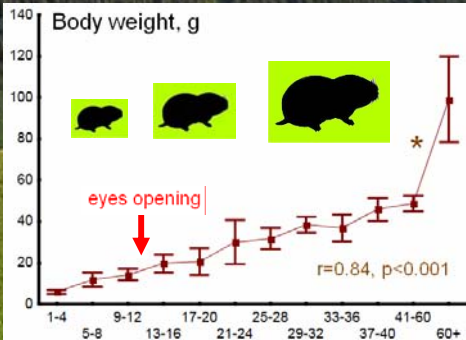 Body weight, g
140
120
100
80
60
40
20
0
eyes opening
*
r=0.84, p<0.001
1-4 9-12 17-20 25-28 33-36 41-60
5-8 13-16 21-24 29-32 37-40 60+